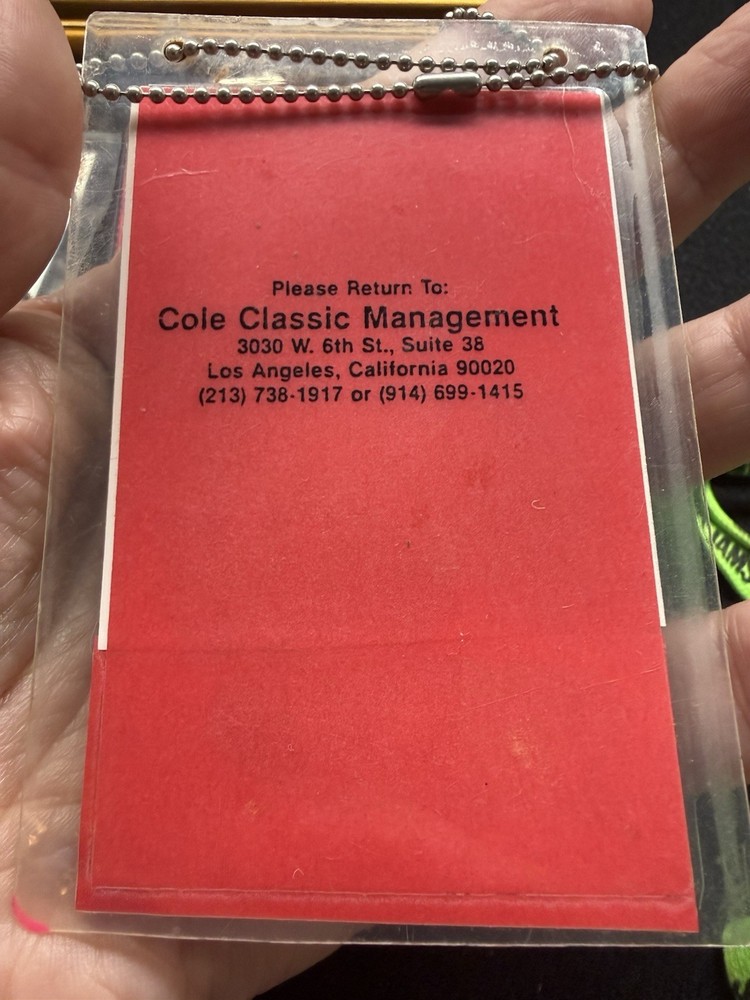 Please Return To:
Cole Classic Management
3030 W. 6th St., Suite 38
Los Angeles, California 90020
(213) 738-1917 or (914) 699-1415